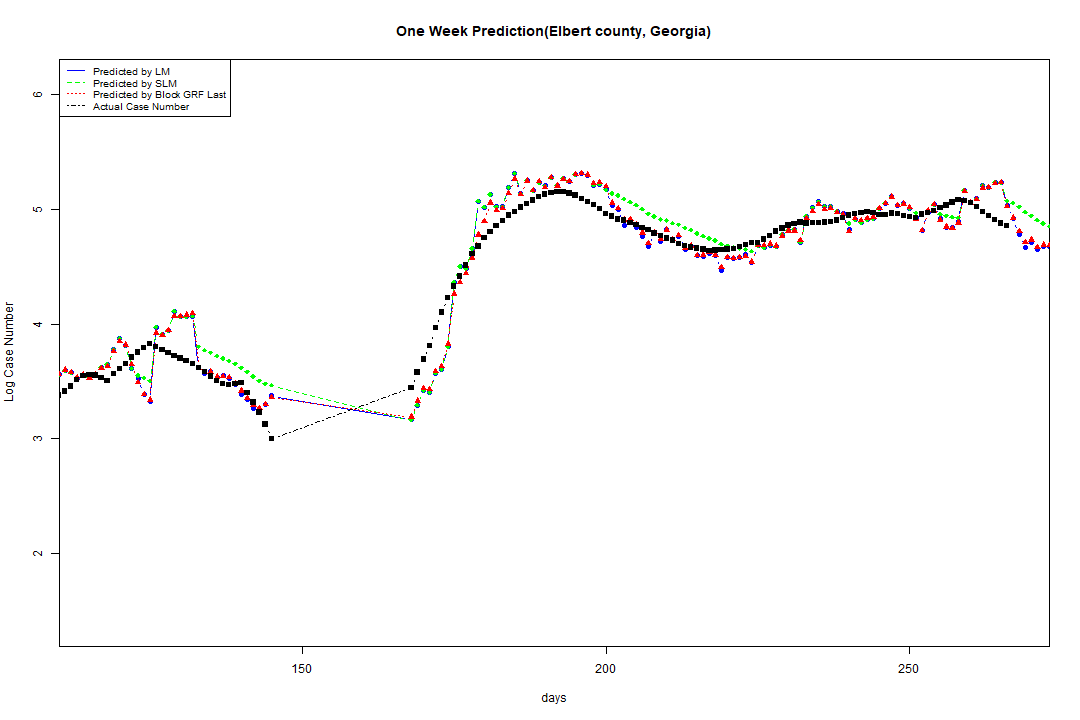 One Week Prediction(Elbert county, Georgia)
Predicted by LM
Predicted by SLM
Predicted by Block GRF Last
Actual Case Number
6
5
4
3
2
Log Case Number
150
200
250
days